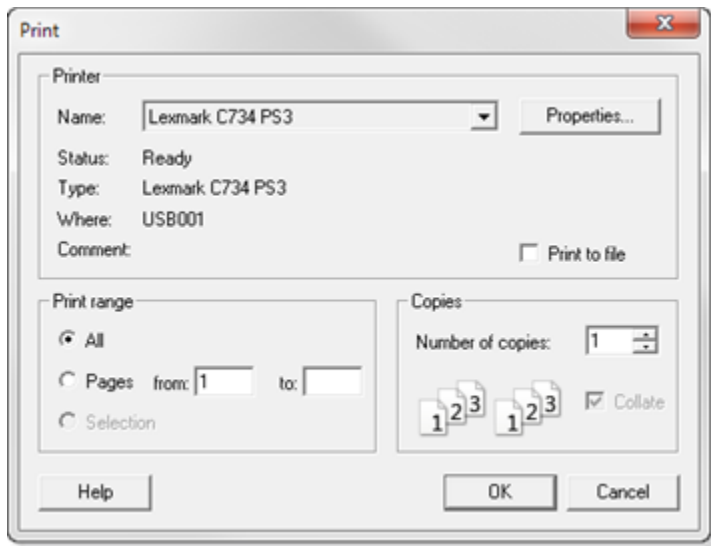 Print
Printer
Name: Lexmark C734 PS3 Properties...
Status: Ready
Type: Lexmark C734 PS3
Where: USB001
Comment:
Print to file
Print range
All
Pages from: 1 to:
Selection
Copies
Number of copies: 1
1 2 3 1 2 3 Collate
Help OK Cancel